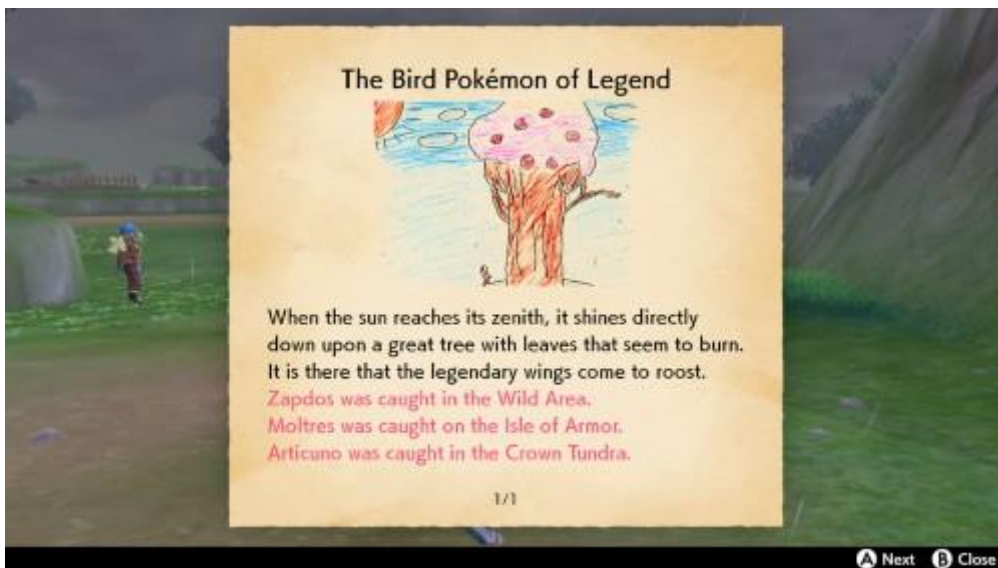 The Bird Pokémon of Legend
When the sun reaches its zenith, it shines directly
down upon a great tree with leaves that seem to burn.
It is there that the legendary wings come to roost.
Zapdos was caught in the Wild Area.
Moltres was caught on the Isle of Armor.
Articuno was caught in the Crown Tundra.
1/1
A Next B Close